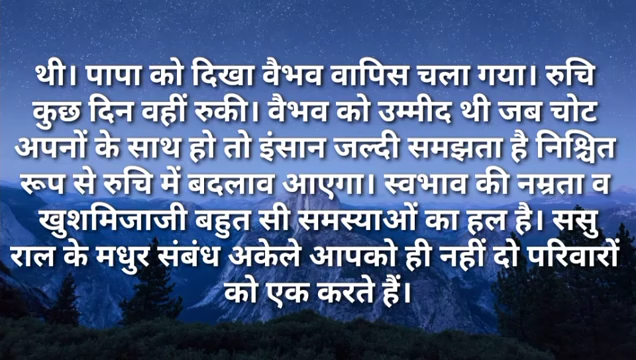 थी। पापा को दिखा वैभव वापिस चला गया। रुचि
कुछ दिन वहीं रुकी। वैभव को उम्मीद थी जब चोट
अपनों के साथ हो तो इंसान जल्दी समझता है निश्चित
रूप से रुचि में बदलाव आएगा। स्वभाव की नम्रता व
खुशमिजाजी बहुत सी समस्याओं का हल है। ससु
राल के मधुर संबंध अकेले आपको ही नहीं दो परिवारों
को एक करते हैं।